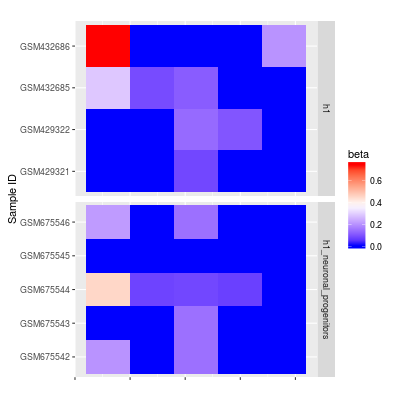 GSM432686
GSM432685
GSM429322
GSM429321
h1
GSM675546
GSM675545
GSM675544
GSM675543
GSM675542
h1_neuronal_progenitors
Sample ID
beta
0.6
0.4
0.2
0.0